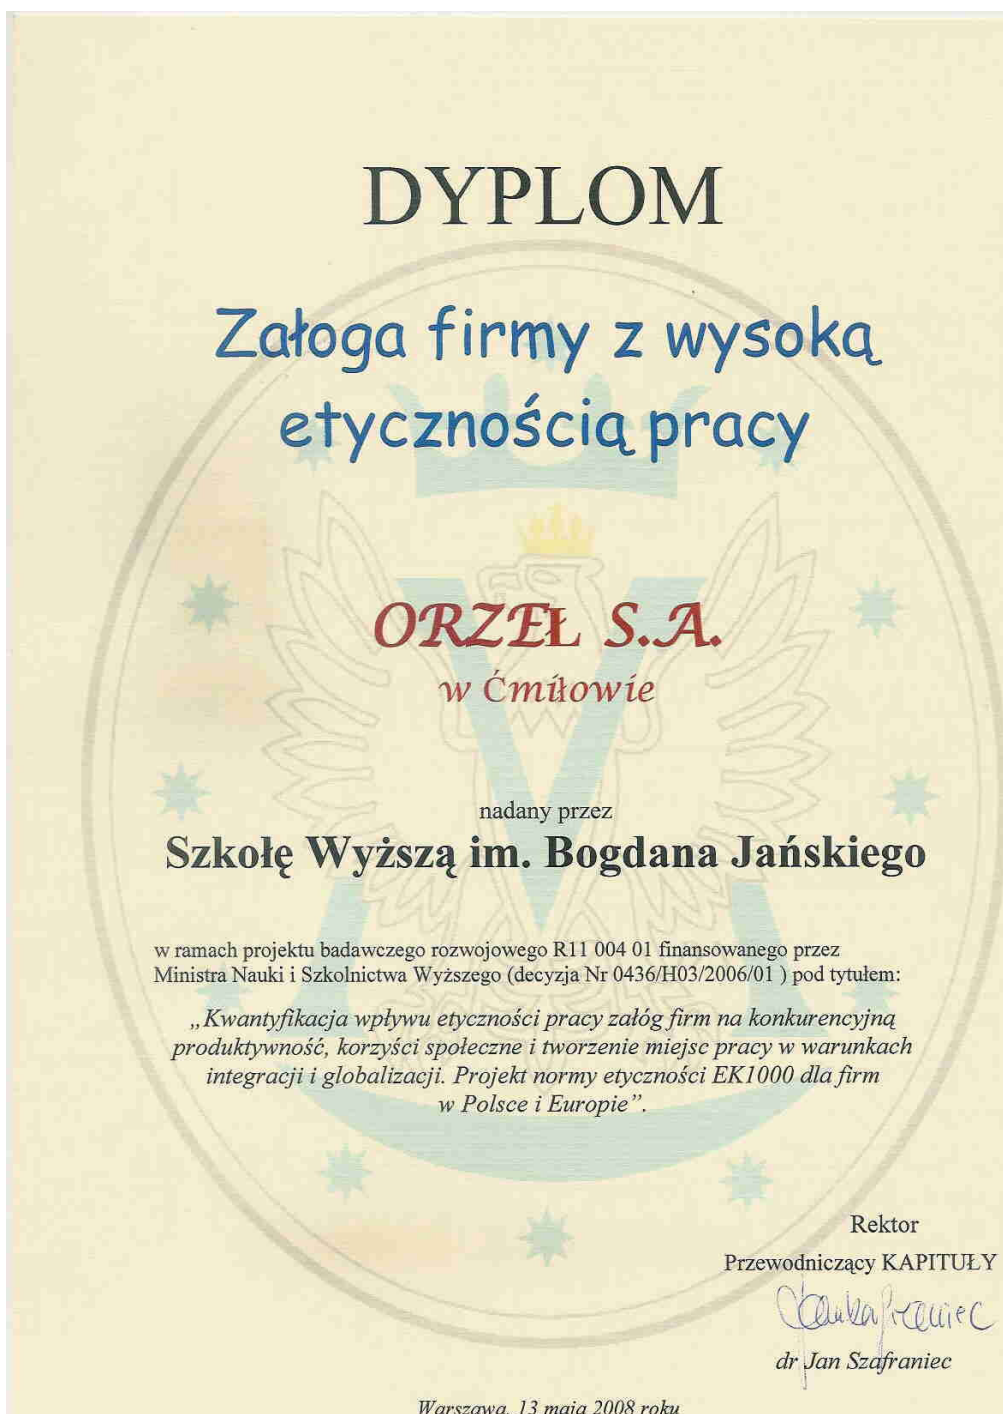 DYPLOM
Załoga firmy z wysoką
etycznością pracy
ORZEŁ S.A.
w Ćmiłowie
nadany przez
Szkołę Wyższą im. Bogdana Jańskiego
w ramach projektu badawczego rozwojowego R11 004 01 finansowanego przez
Ministra Nauki i Szkolnictwa Wyższego (decyzja Nr 0436/H03/2006/01 ) pod tytułem:
„Kwantyfikacja wpływu etyczności pracy załóg firm na konkurencyjną
produktywność, korzyści społeczne i tworzenie miejsc pracy w warunkach
integracji i globalizacji. Projekt normy etyczności EK1000 dla firm
w Polsce i Europie”.
Rektor
Przewodniczący KAPITUŁY
dr Jan Szafraniec
Warszawa, 13 maja 2008 roku